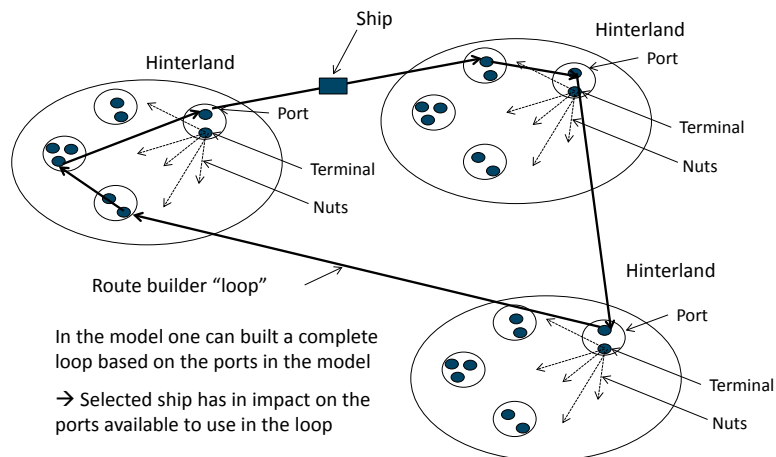 Ship
Hinterland
Port
Terminal
Nuts
Hinterland
Port
Terminal
Nuts
Hinterland
Port
Terminal
Nuts
Route builder “loop”
In the model one can built a complete
loop based on the ports in the model
→ Selected ship has in impact on the
ports available to use in the loop